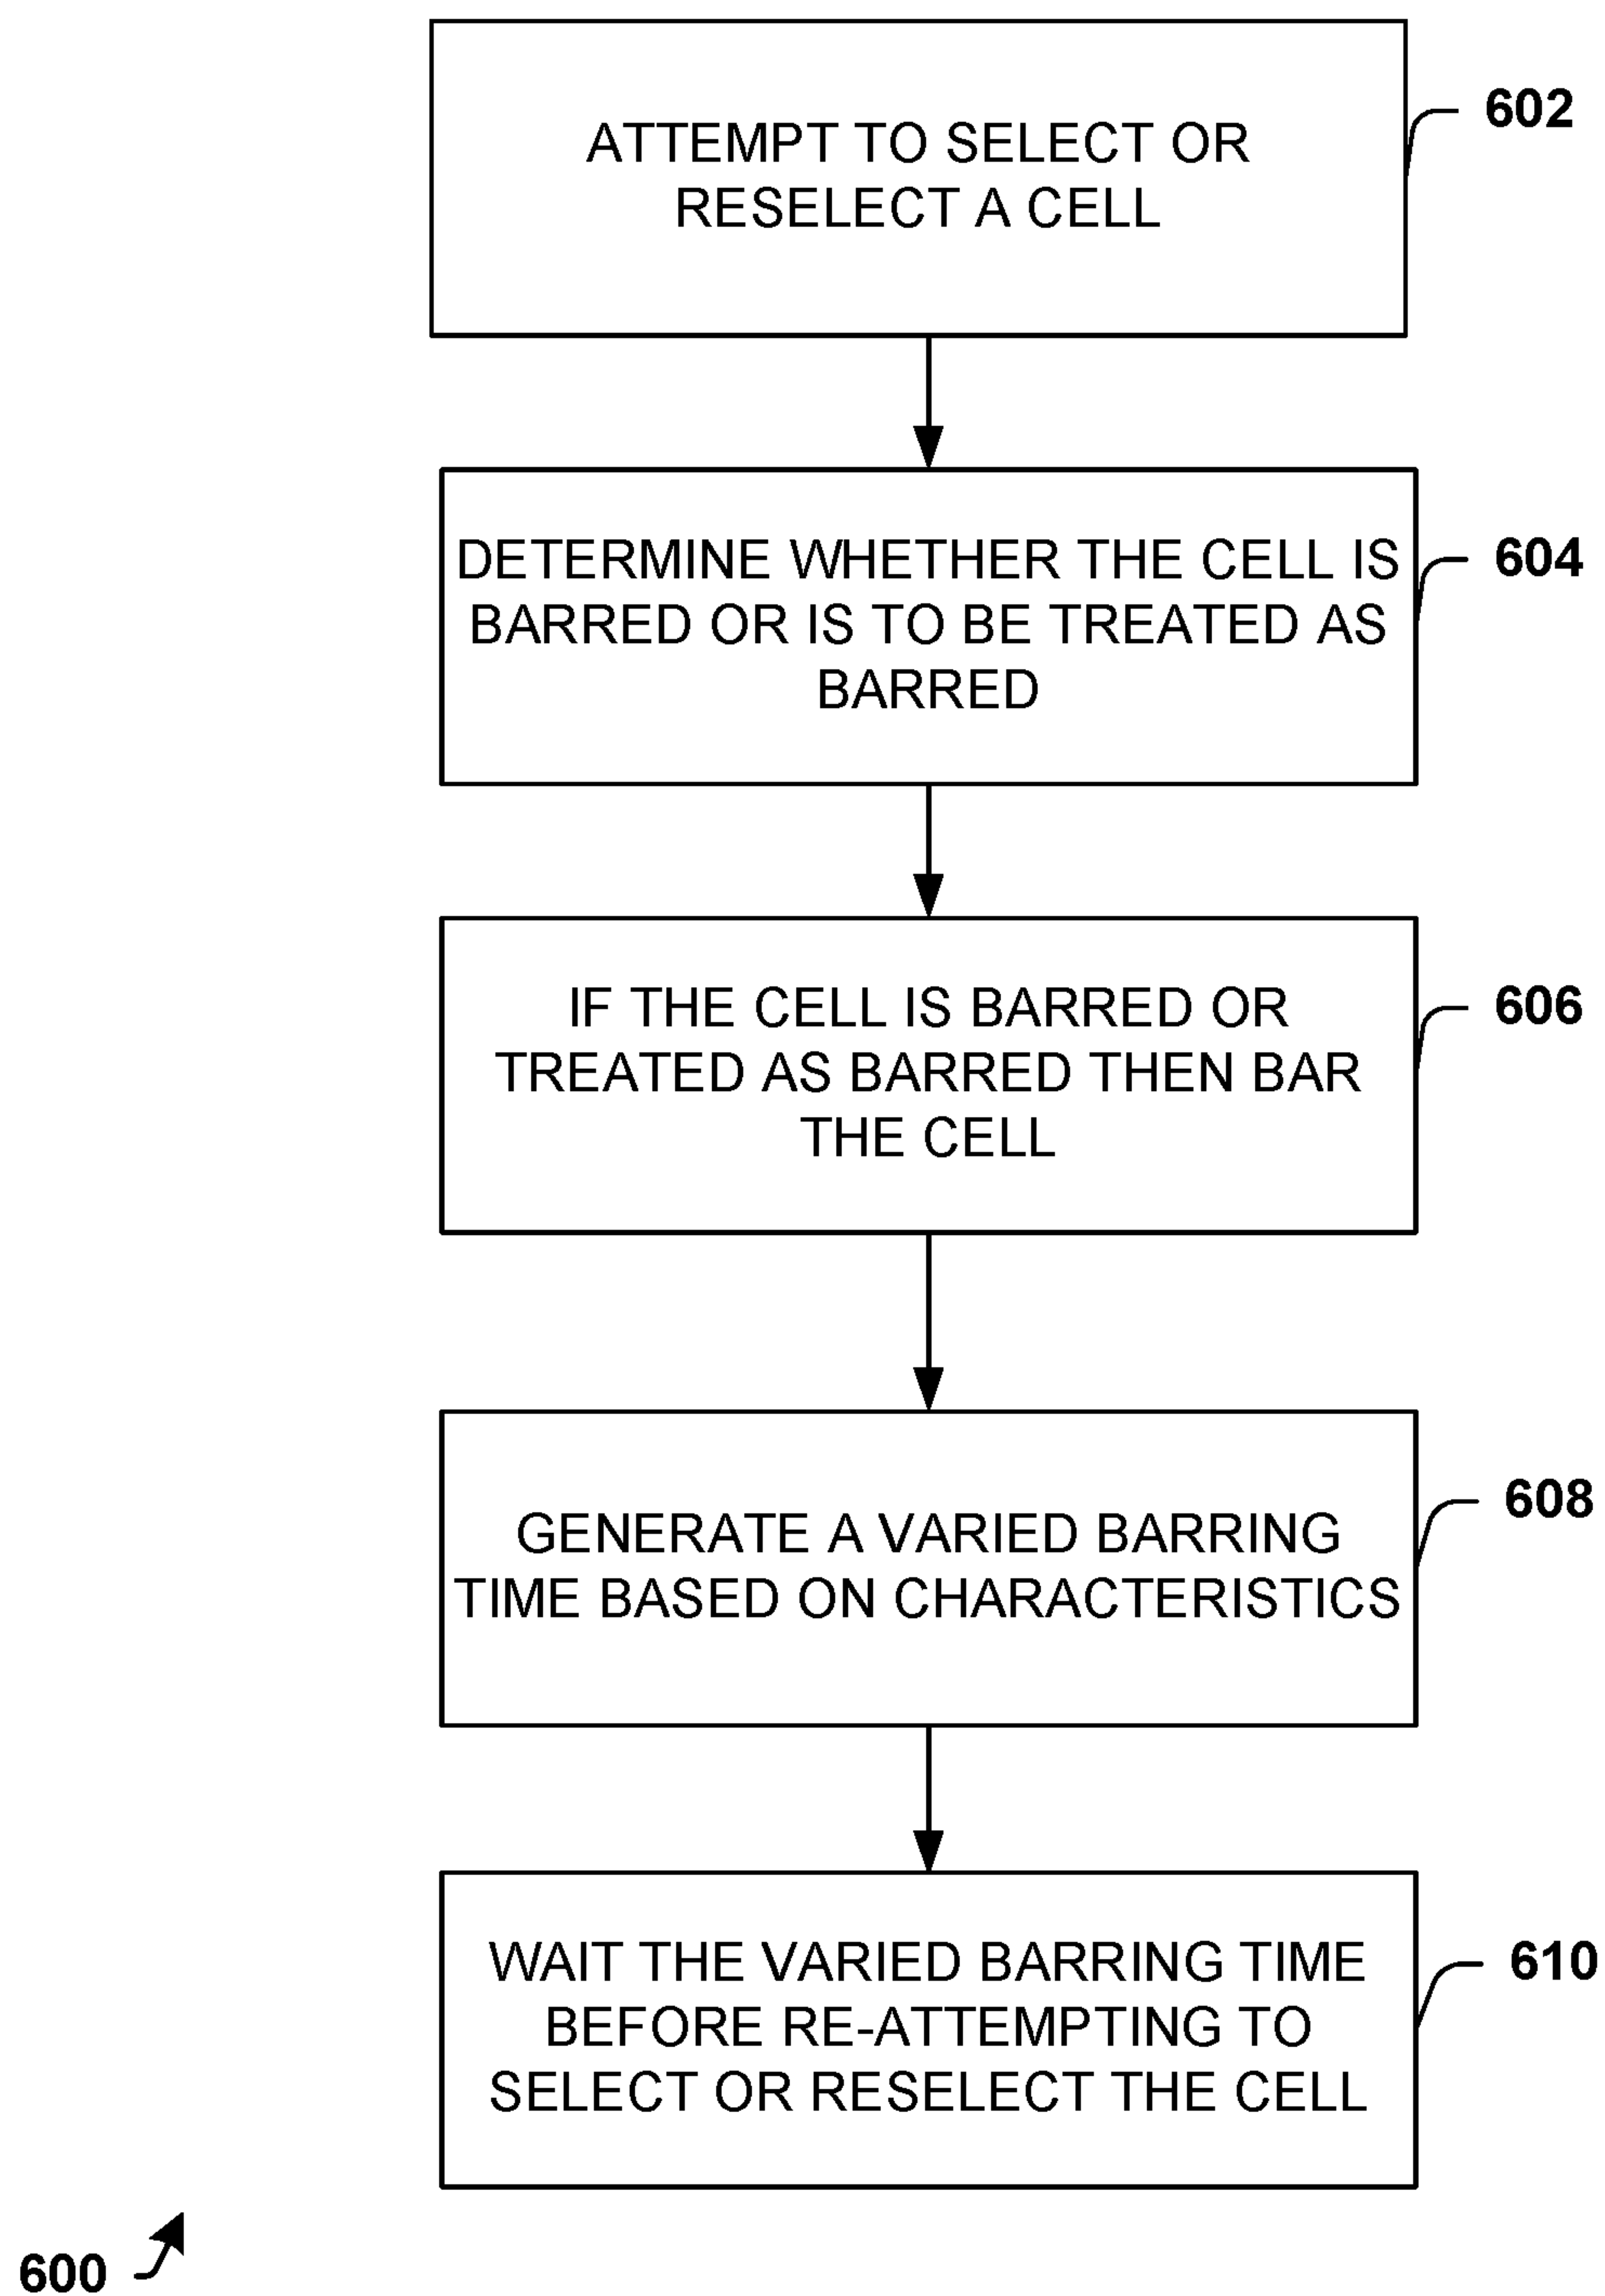 ATTEMPT TO SELECT OR
RESELECT A CELL
602
DETERMINE WHETHER THE CELL IS
BARRED OR IS TO BE TREATED AS
BARRED
604
IF THE CELL IS BARRED OR
TREATED AS BARRED THEN BAR
THE CELL
606
GENERATE A VARIED BARRING
TIME BASED ON CHARACTERISTICS
608
WAIT THE VARIED BARRING TIME
BEFORE RE-ATTEMPTING TO
SELECT OR RESELECT THE CELL
610
600